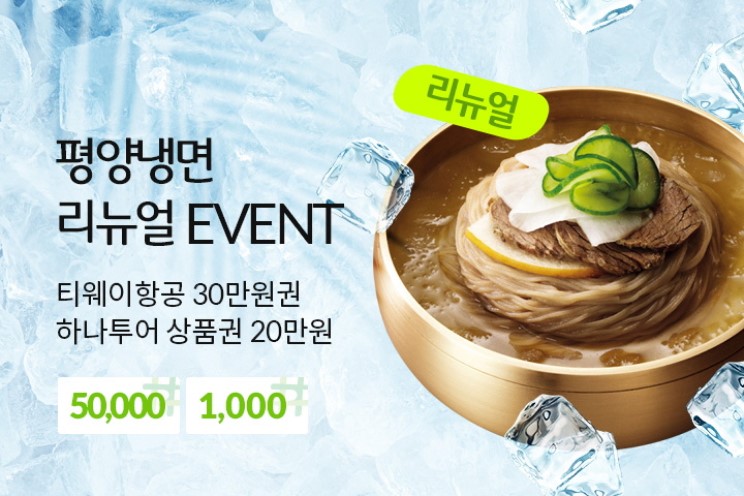 리뉴얼
평양냉면
리뉴얼 EVENT
티웨이항공 30만원권
하나투어 상품권 20만원
50,000# 1,000#